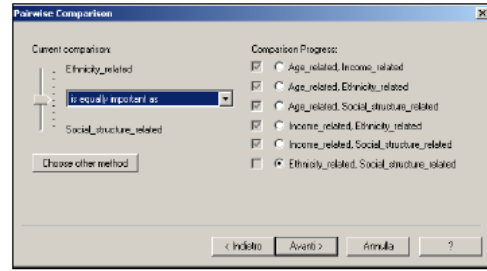 Pairwise Comparison
Current comparison:
Ethnicity_related
is equally important as
Social_structure_related
Choose other method
Comparison Progress:
Age_related, Income_related
Age_related, Ethnicity_related
Age_related, Social_structure_related
Income_related, Ethnicity_related
Income_related, Social_structure_related
Ethnicity_related, Social_structure_related
< Indietro
Avanti >
Annulla
?